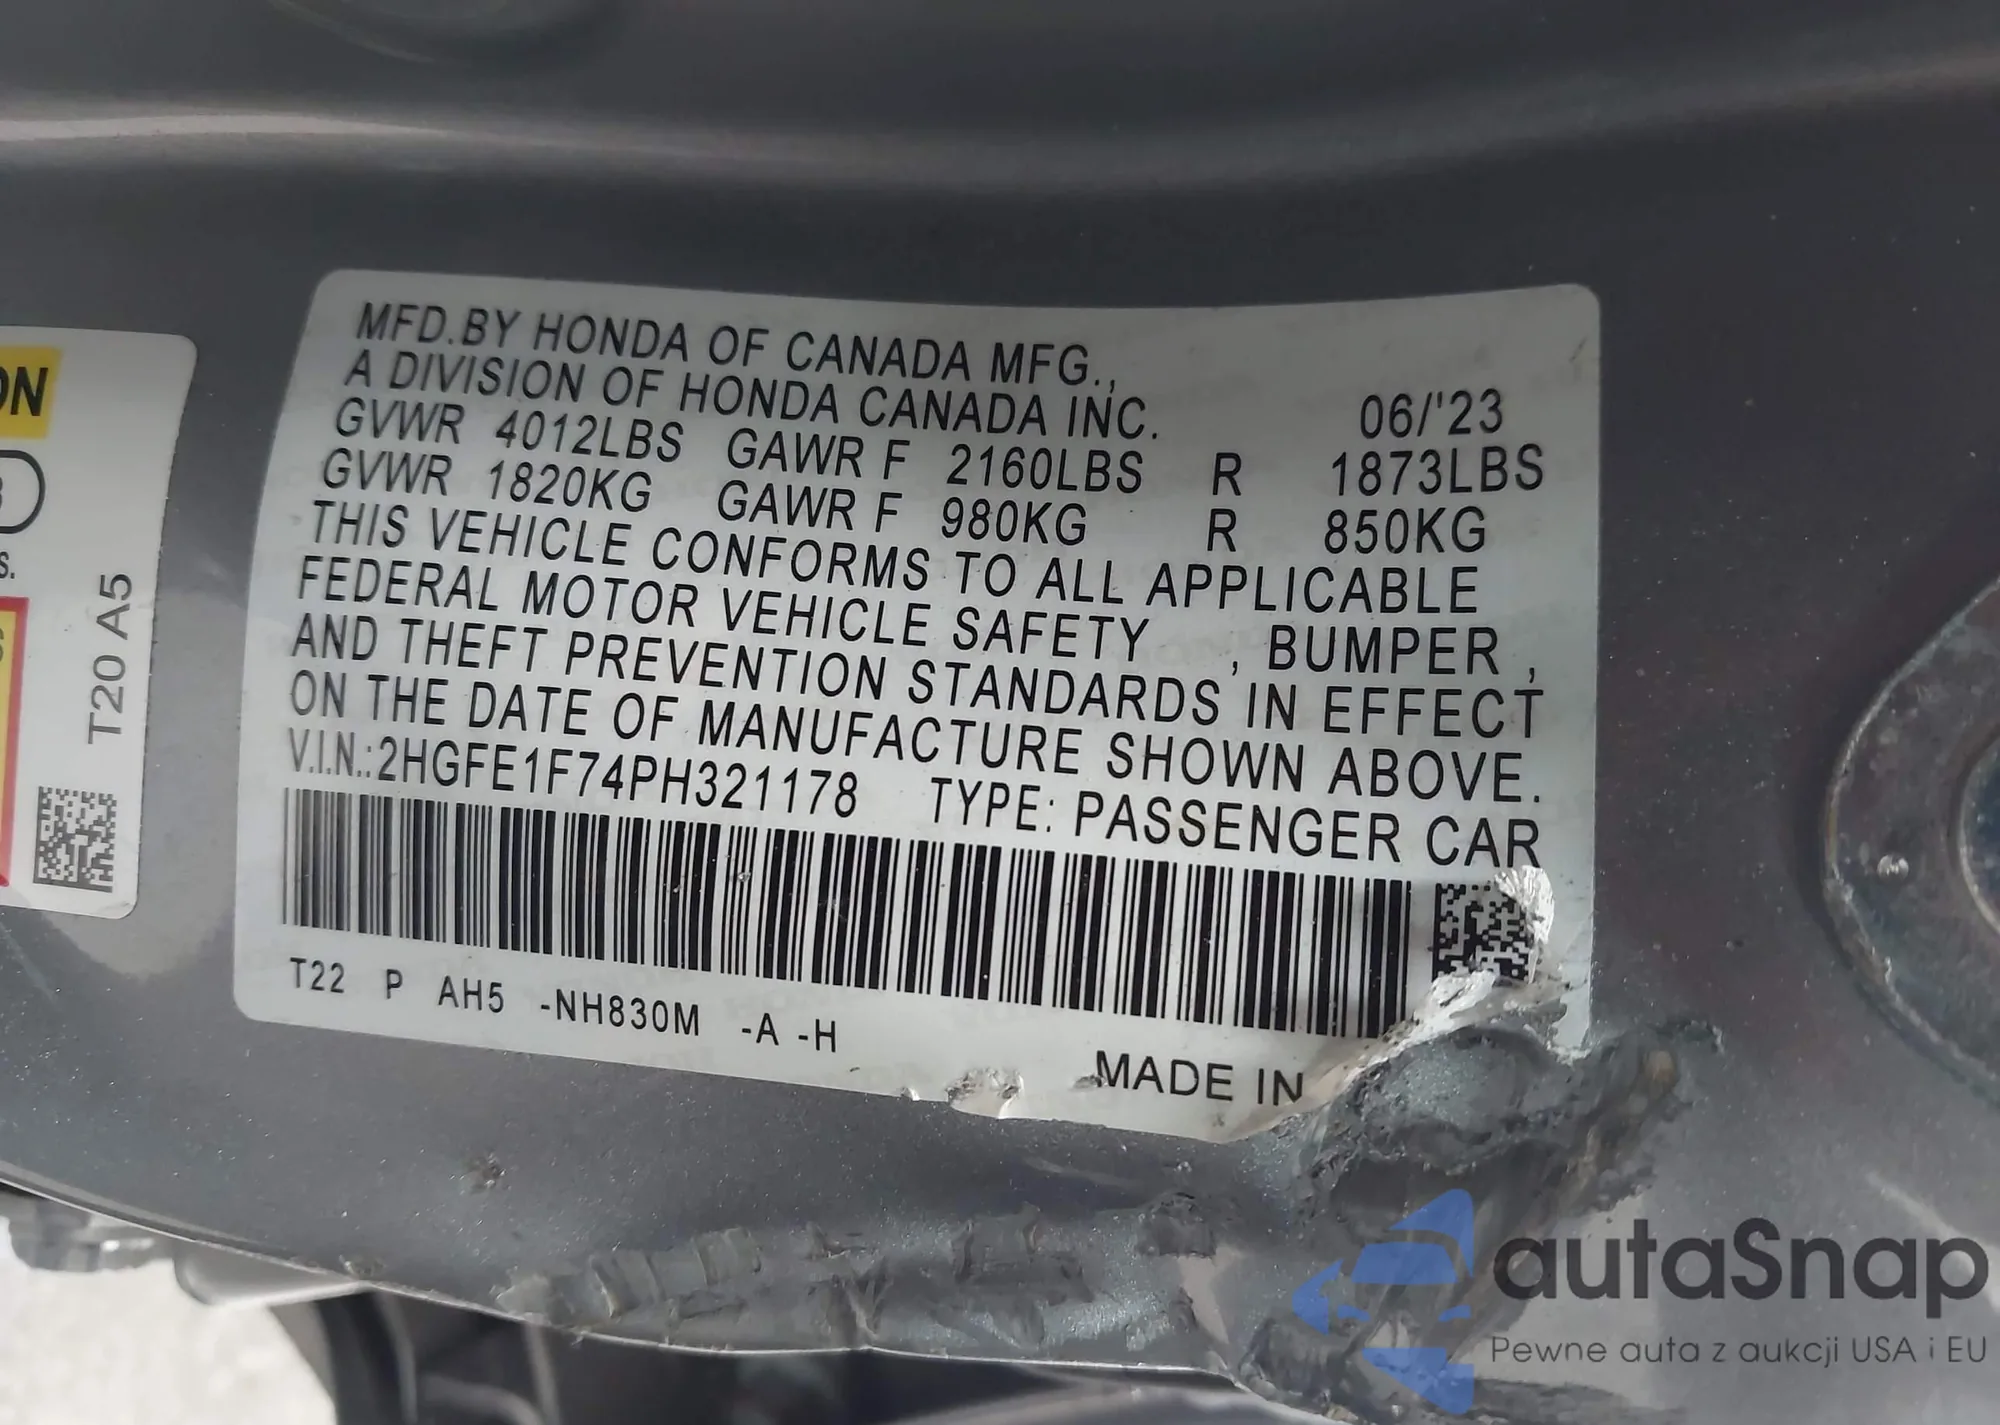 ON
S.
T20 A5
MFD.BY HONDA OF CANADA MFG.,
A DIVISION OF HONDA CANADA INC. 06/'23
GVWR 4012LBS GAWR F 2160LBS R 1873LBS
GVWR 1820KG GAWR F 980KG R 850KG
THIS VEHICLE CONFORMS TO ALL APPLICABLE
FEDERAL MOTOR VEHICLE SAFETY , BUMPER ,
AND THEFT PREVENTION STANDARDS IN EFFECT
ON THE DATE OF MANUFACTURE SHOWN ABOVE.
V.I.N.:2HGFE1F74PH321178 TYPE: PASSENGER CAR
T22 P AH5 -NH830M -A -H
MADE IN
autaSnap
Pewne auta z aukcji USA i EU